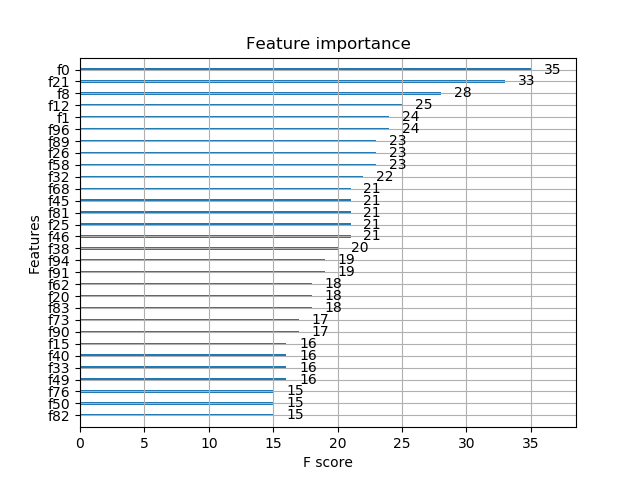 Feature importance
f0 35
f21 33
f8 28
f12 25
f1 24
f96 24
f89 23
f26 23
f58 23
f32 22
f68 21
f45 21
f81 21
f25 21
f46 21
f38 20
f94 19
f91 19
f62 18
f20 18
f83 18
f73 17
f90 17
f15 16
f40 16
f33 16
f49 16
f76 15
f50 15
f82 15
Features
0 5 10 15 20 25 30 35
F score